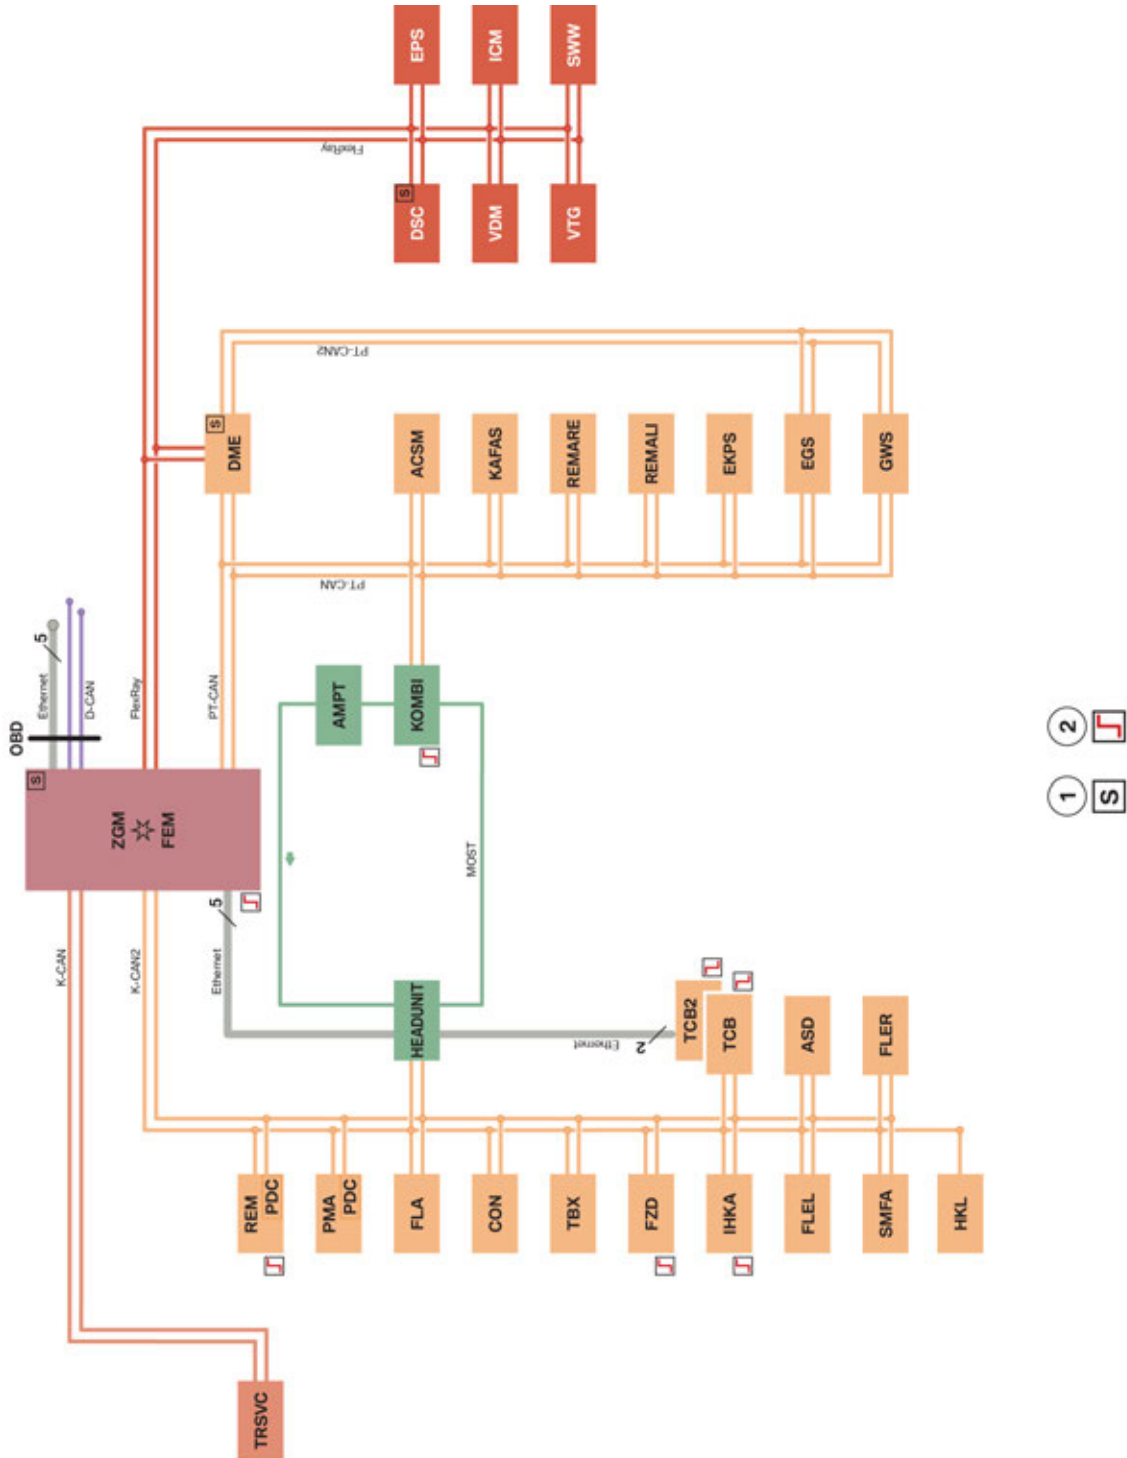 EPS
ICM
SWW
FlexRay
S
DSC
VDM
VTG
PT-CAN2
S
DME
ACSM
KAFAS
REMARE
REMALI
EKPS
EGS
GWS
PT-CAN
5
Ethernet
D-CAN
OBD
FlexRay
PT-CAN
AMPT
KOMBI
S
ZGM
FEM
MOST
K-CAN
K-CAN2
Ethernet
5
HEADUNIT
Ethernet
2
TCB2
TCB
ASD
FLER
REM
PDC
PMA
PDC
FLA
CON
TBX
FZD
IHKA
FLEL
SMFA
HKL
TRSVC
1
S
2